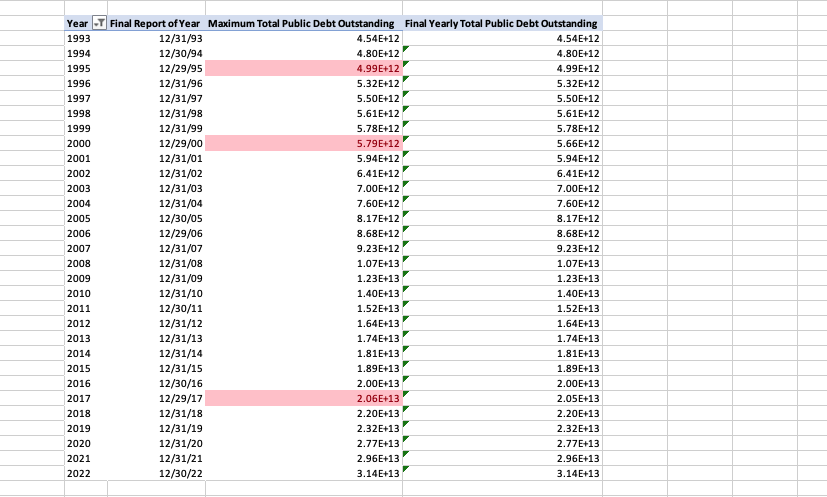 Year Final Report of Year Maximum Total Public Debt Outstanding Final Yearly Total Public Debt Outstanding
1993 12/31/93 4.54E+12 4.54E+12
1994 12/30/94 4.80E+12 4.80E+12
1995 12/29/95 4.99E+12 4.99E+12
1996 12/31/96 5.32E+12 5.32E+12
1997 12/31/97 5.50E+12 5.50E+12
1998 12/31/98 5.61E+12 5.61E+12
1999 12/31/99 5.78E+12 5.78E+12
2000 12/29/00 5.79E+12 5.66E+12
2001 12/31/01 5.94E+12 5.94E+12
2002 12/31/02 6.41E+12 6.41E+12
2003 12/31/03 7.00E+12 7.00E+12
2004 12/31/04 7.60E+12 7.60E+12
2005 12/30/05 8.17E+12 8.17E+12
2006 12/29/06 8.68E+12 8.68E+12
2007 12/31/07 9.23E+12 9.23E+12
2008 12/31/08 1.07E+13 1.07E+13
2009 12/31/09 1.23E+13 1.23E+13
2010 12/31/10 1.40E+13 1.40E+13
2011 12/30/11 1.52E+13 1.52E+13
2012 12/31/12 1.64E+13 1.64E+13
2013 12/31/13 1.74E+13 1.74E+13
2014 12/31/14 1.81E+13 1.81E+13
2015 12/31/15 1.89E+13 1.89E+13
2016 12/30/16 2.00E+13 2.00E+13
2017 12/29/17 2.06E+13 2.05E+13
2018 12/31/18 2.20E+13 2.20E+13
2019 12/31/19 2.32E+13 2.32E+13
2020 12/31/20 2.77E+13 2.77E+13
2021 12/31/21 2.96E+13 2.96E+13
2022 12/30/22 3.14E+13 3.14E+13